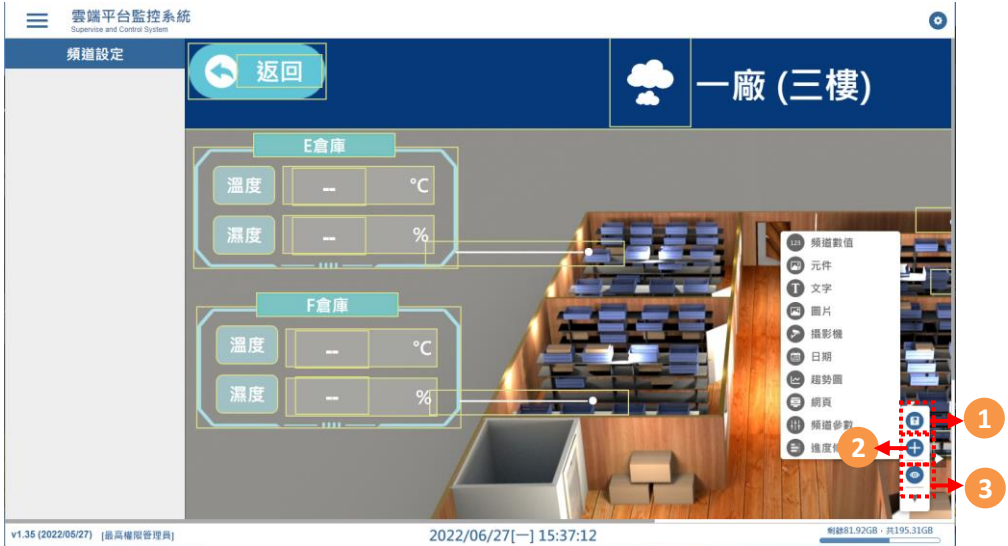 雲端平台監控系統
Supervise and Control System
頻道設定
返回
一廠 (三樓)
E倉庫
溫度 -- °C
濕度 -- %
F倉庫
溫度 -- °C
濕度 -- %
123 頻道數值
元件
T 文字
圖片
攝影機
日期
趨勢圖
網頁
頻道參數
進度
1
2
3
v1.35 (2022/05/27) [最高權限管理員]
2022/06/27[一] 15:37:12
剩餘81.92GB，共195.31GB